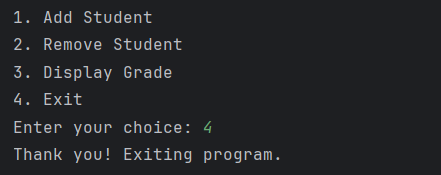 1. Add Student
2. Remove Student
3. Display Grade
4. Exit
Enter your choice: 4
Thank you! Exiting program.